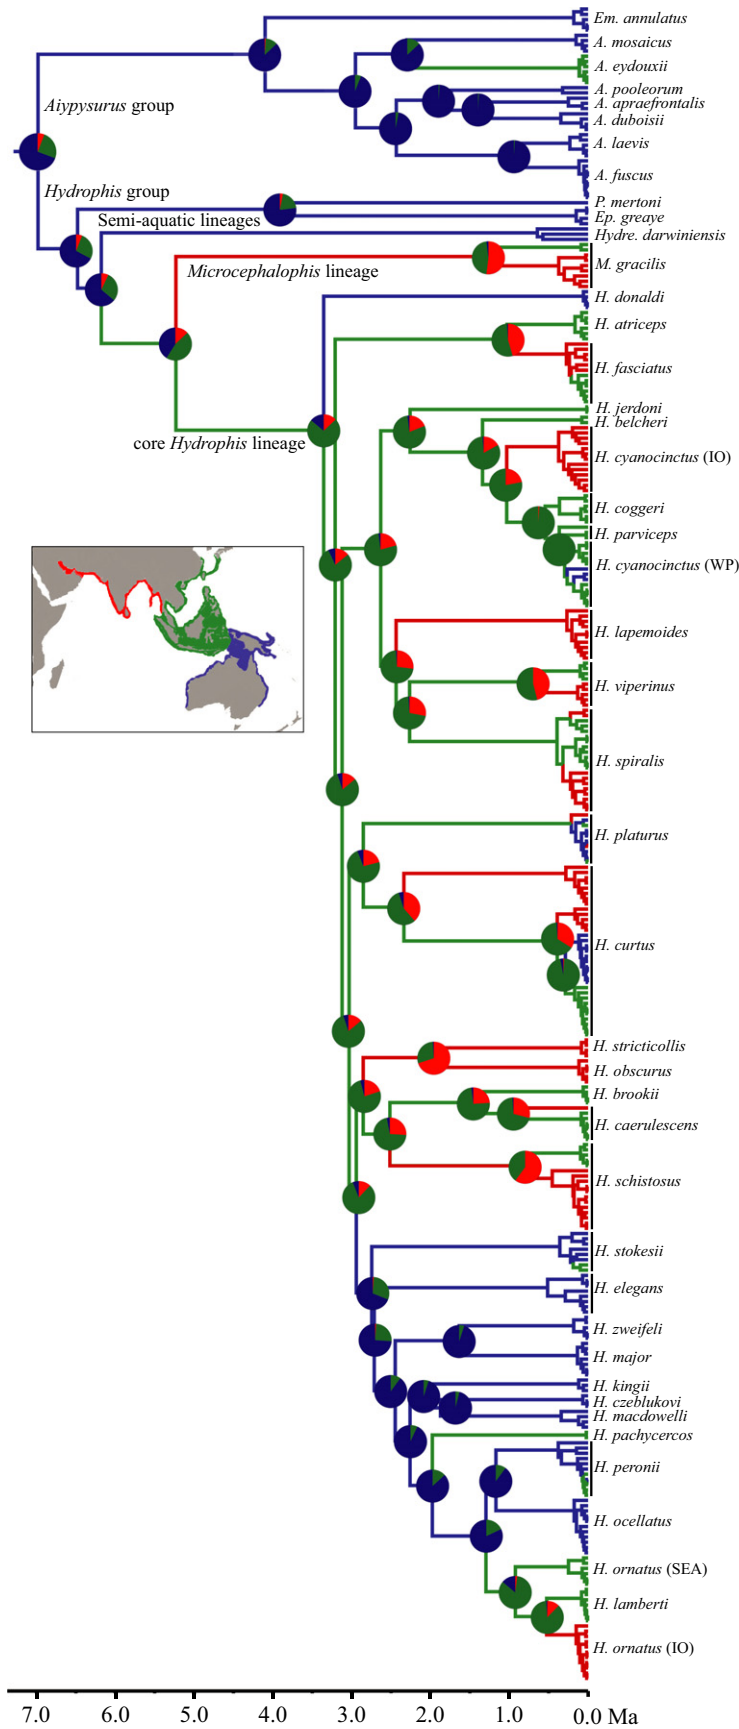 Em. annulatus
A. mosaicus
A. eydouxii
A. pooleorum
A. apraefrontalis
A. duboisii
A. laevis
A. fuscus
Aiypysurus group
Hydrophis group
P. mertoni
Semi-aquatic lineages
Ep. greaye
Hydre. darwiniensis
Microcephalophis lineage
M. gracilis
H. donaldi
H. atriceps
H. fasciatus
H. jerdoni
H. belcheri
core Hydrophis lineage
H. cyanocinctus (IO)
H. coggeri
H. parviceps
H. cyanocinctus (WP)
H. lapemoides
H. viperinus
H. spiralis
H. platurus
H. curtus
H. stricticollis
H. obscurus
H. brookii
H. caerulescens
H. schistosus
H. stokesii
H. elegans
H. zweifeli
H. major
H. kingii
H. czeblukovi
H. macdowelli
H. pachycercos
H. peronii
H. ocellatus
H. ornatus (SEA)
H. lamberti
H. ornatus (IO)
7.0 6.0 5.0 4.0 3.0 2.0 1.0 0.0 Ma